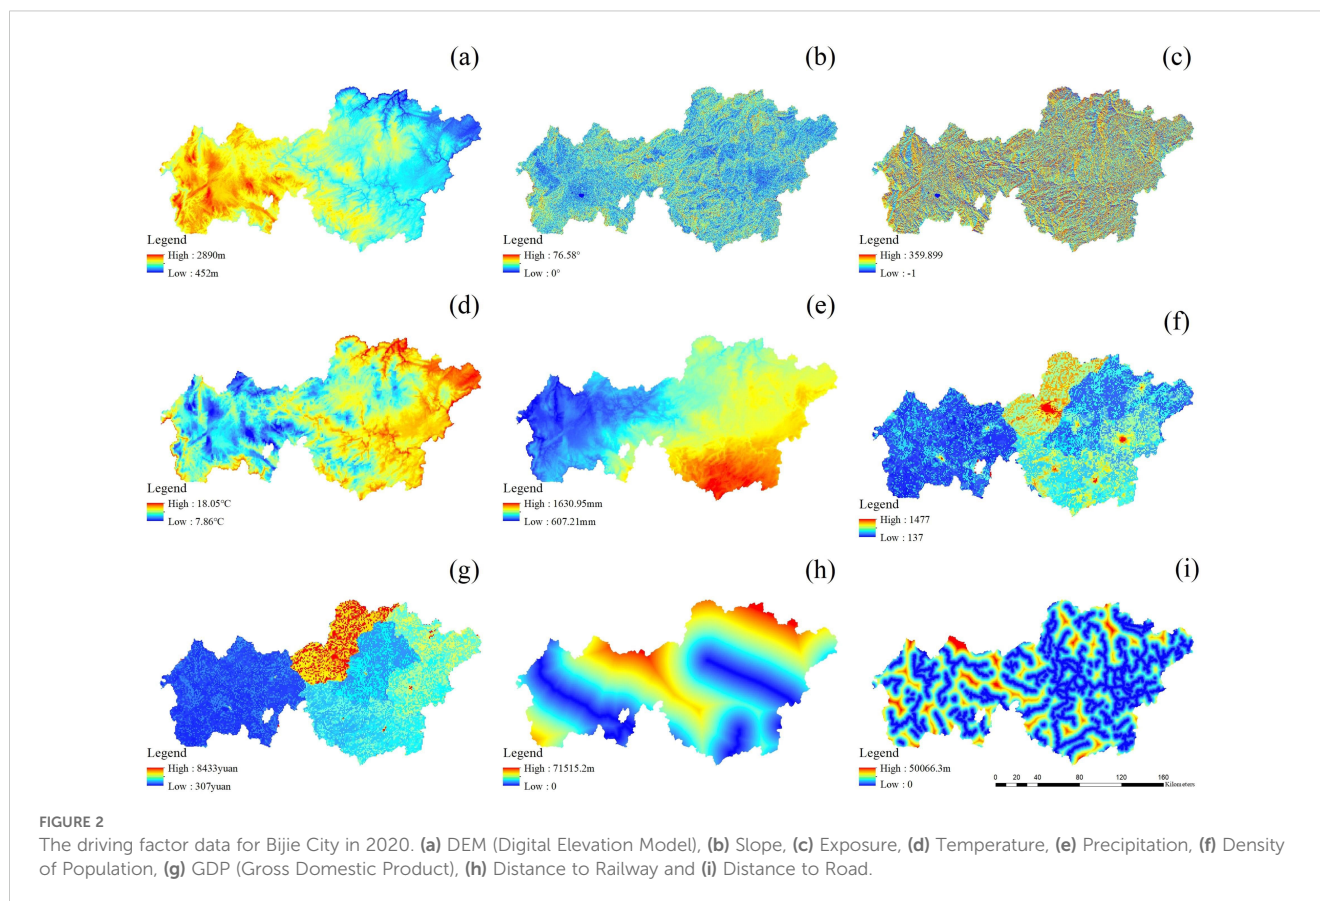 (a)
(b)
(c)
Legend
High : 2890m
Low : 452m
Legend
High : 76.58°
Low : 0°
Legend
High : 359.899
Low : -1
(d)
(e)
(f)
Legend
High : 18.05°C
Low : 7.86°C
Legend
High : 1630.95mm
Low : 607.21mm
Legend
High : 1477
Low : 137
(g)
(h)
(i)
Legend
High : 8433yuan
Low : 307yuan
Legend
High : 71515.2m
Low : 0
Legend
High : 50066.3m
Low : 0
0 20 40 80 120 160
Kilometers
FIGURE 2
The driving factor data for Bijie City in 2020. (a) DEM (Digital Elevation Model), (b) Slope, (c) Exposure, (d) Temperature, (e) Precipitation, (f) Density
of Population, (g) GDP (Gross Domestic Product), (h) Distance to Railway and (i) Distance to Road.